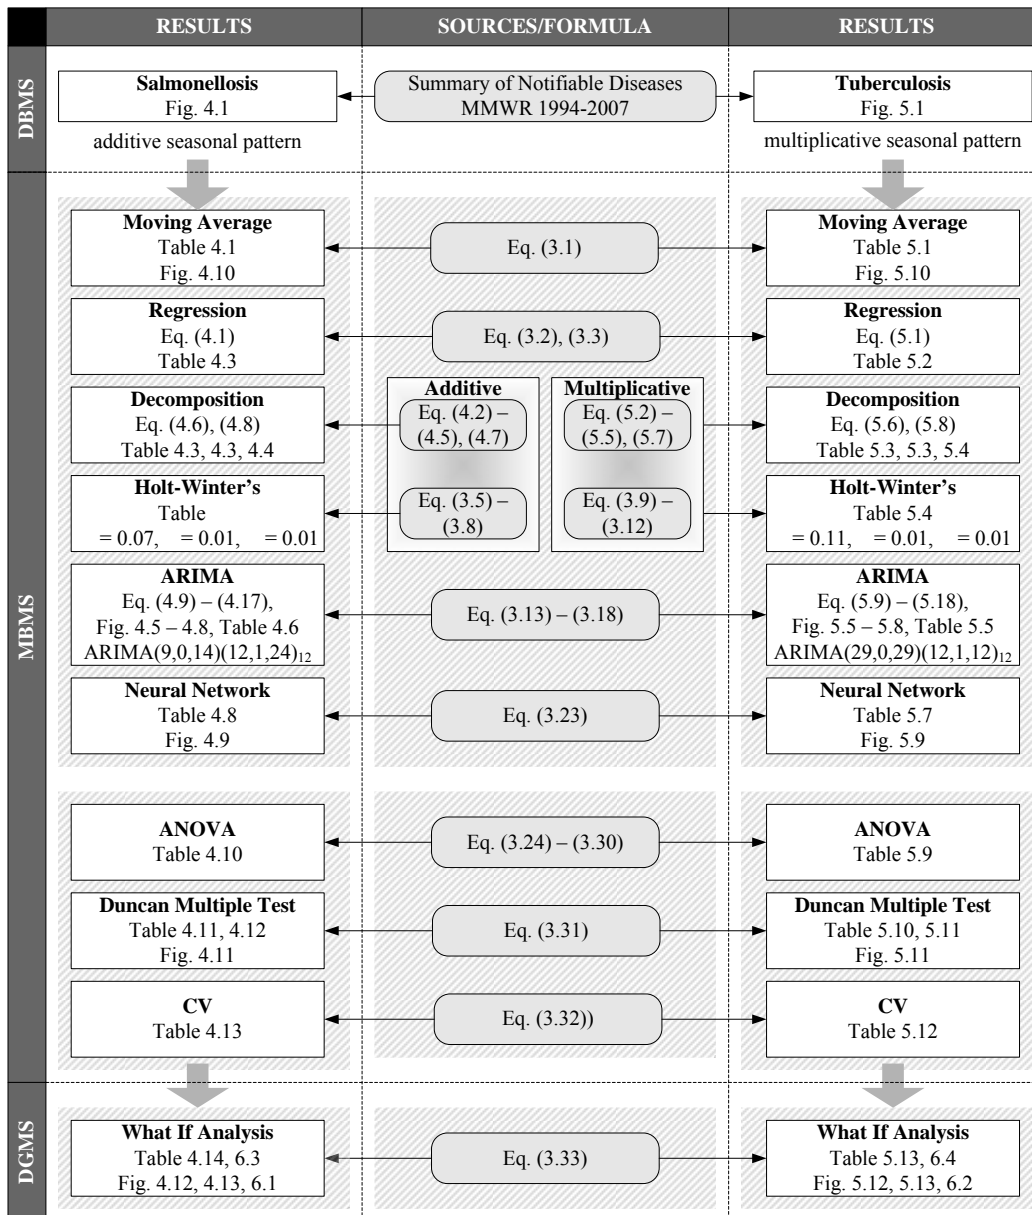 RESULTS
SOURCES/FORMULA
RESULTS
DBMS
Salmonellosis
Fig. 4.1
additive seasonal pattern
Summary of Notifiable Diseases
MMWR 1994-2007
Tuberculosis
Fig. 5.1
multiplicative seasonal pattern
MBMS
Moving Average
Table 4.1
Fig. 4.10
Eq. (3.1)
Moving Average
Table 5.1
Fig. 5.10
Regression
Eq. (4.1)
Table 4.3
Eq. (3.2), (3.3)
Regression
Eq. (5.1)
Table 5.2
Decomposition
Eq. (4.6), (4.8)
Table 4.3, 4.3, 4.4
Additive
Eq. (4.2) –
(4.5), (4.7)
Multiplicative
Eq. (5.2) –
(5.5), (5.7)
Decomposition
Eq. (5.6), (5.8)
Table 5.3, 5.3, 5.4
Holt-Winter’s
Table
= 0.07, = 0.01, = 0.01
Eq. (3.5) –
(3.8)
Eq. (3.9) –
(3.12)
Holt-Winter’s
Table 5.4
= 0.11, = 0.01, = 0.01
ARIMA
Eq. (4.9) – (4.17),
Fig. 4.5 – 4.8, Table 4.6
ARIMA(9,0,14)(12,1,24)12
Eq. (3.13) – (3.18)
ARIMA
Eq. (5.9) – (5.18),
Fig. 5.5 – 5.8, Table 5.5
ARIMA(29,0,29)(12,1,12)12
Neural Network
Table 4.8
Fig. 4.9
Eq. (3.23)
Neural Network
Table 5.7
Fig. 5.9
ANOVA
Table 4.10
Eq. (3.24) – (3.30)
ANOVA
Table 5.9
Duncan Multiple Test
Table 4.11, 4.12
Fig. 4.11
Eq. (3.31)
Duncan Multiple Test
Table 5.10, 5.11
Fig. 5.11
CV
Table 4.13
Eq. (3.32))
CV
Table 5.12
DGMS
What If Analysis
Table 4.14, 6.3
Fig. 4.12, 4.13, 6.1
Eq. (3.33)
What If Analysis
Table 5.13, 6.4
Fig. 5.12, 5.13, 6.2